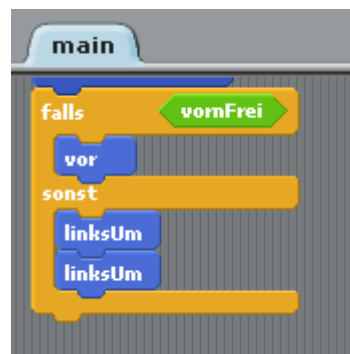 main
falls vornFrei
vor
sonst
linksUm
linksUm